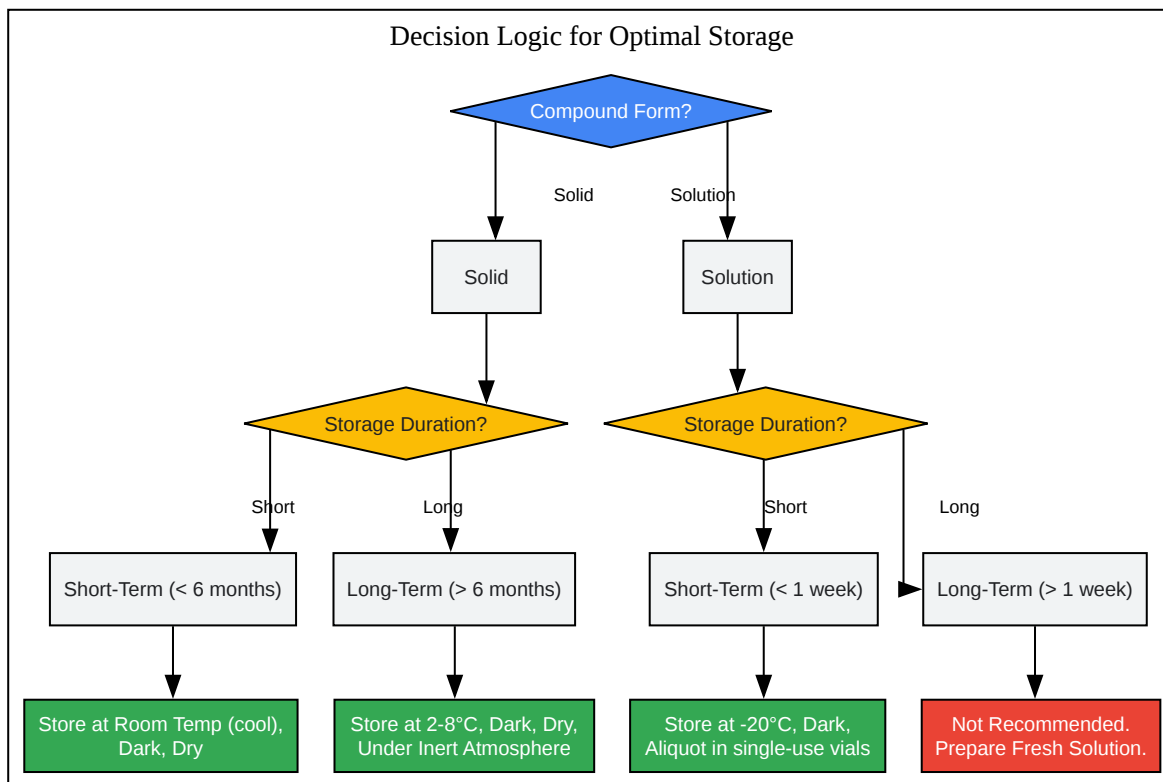 Decision Logic for Optimal Storage
Compound Form?
Solid
Solution
Solid
Solution
Storage Duration?
Storage Duration?
Short
Long
Short
Long
Short-Term (< 6 months)
Long-Term (> 6 months)
Short-Term (< 1 week)
Long-Term (> 1 week)
Store at Room Temp (cool),
Dark, Dry
Store at 2-8°C, Dark, Dry,
Under Inert Atmosphere
Store at -20°C, Dark,
Aliquot in single-use vials
Not Recommended.
Prepare Fresh Solution.